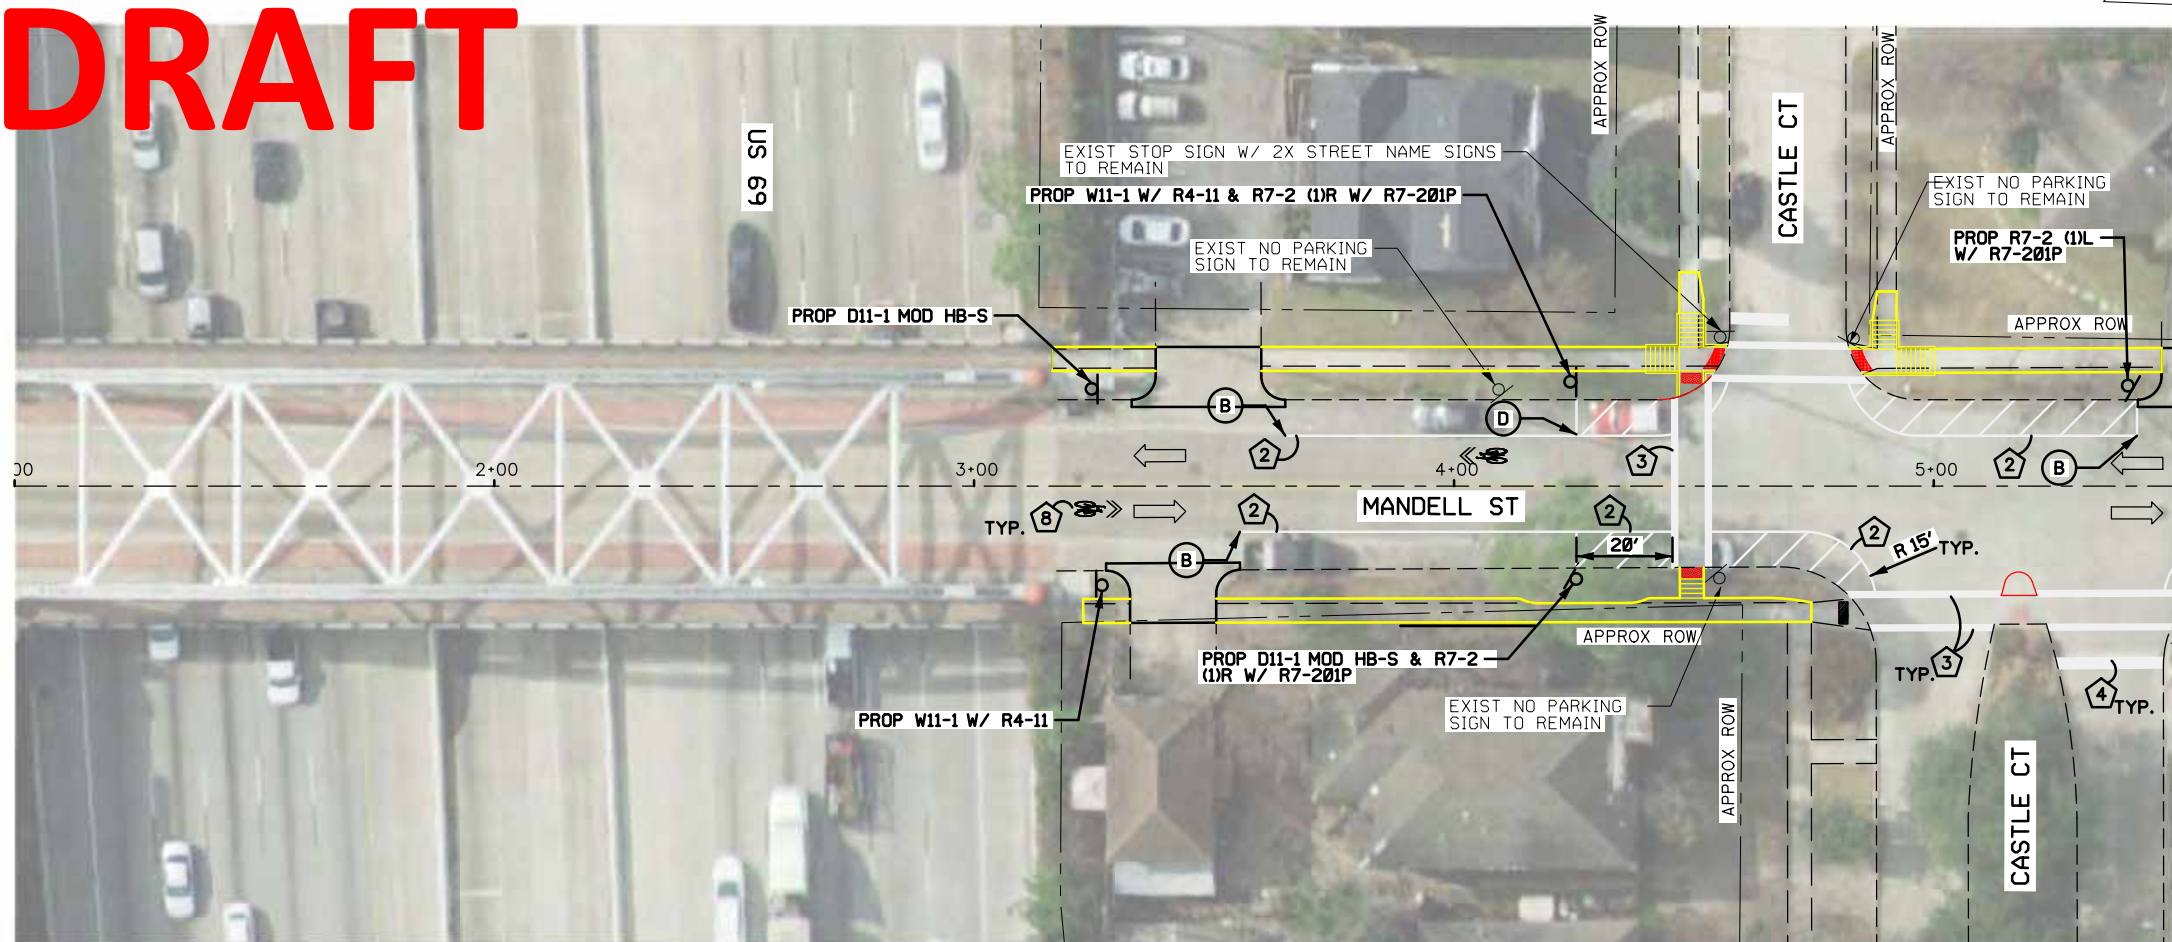 DRAFT
US 69
APPROX ROW
CASTLE CT
APPROX ROW
EXIST STOP SIGN W/ 2X STREET NAME SIGNS
TO REMAIN
PROP W11-1 W/ R4-11 & R7-2 (1)R W/ R7-201P
EXIST NO PARKING
SIGN TO REMAIN
EXIST NO PARKING
SIGN TO REMAIN
PROP R7-2 (1)L
W/ R7-201P
PROP D11-1 MOD HB-S
APPROX ROW
B
D
2
3
2
B
00
2+00
3+00
4+00
5+00
TYP.
8
2
MANDELL ST
2
2
R 15'
TYP.
20'
B
APPROX ROW
PROP D11-1 MOD HB-S & R7-2
(1)R W/ R7-201P
TYP.
3
4
TYP.
PROP W11-1 W/ R4-11
EXIST NO PARKING
SIGN TO REMAIN
APPROX ROW
CASTLE CT